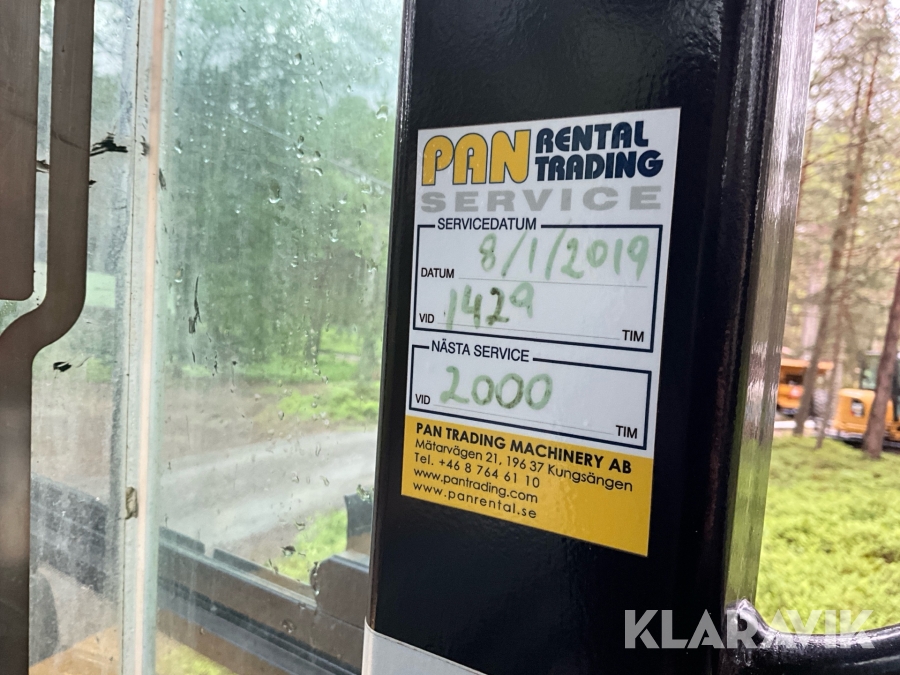 PAN RENTAL TRADING
SERVICE
SERVICEDATUM
DATUM 8/1/2019
VID 1429 TIM
NÄSTA SERVICE
VID 2000 TIM
PAN TRADING MACHINERY AB
Mätarvägen 21, 196 37 Kungsängen
Tel. +46 8 764 61 10
www.pantrading.com
www.panrental.se
KLARAVIK